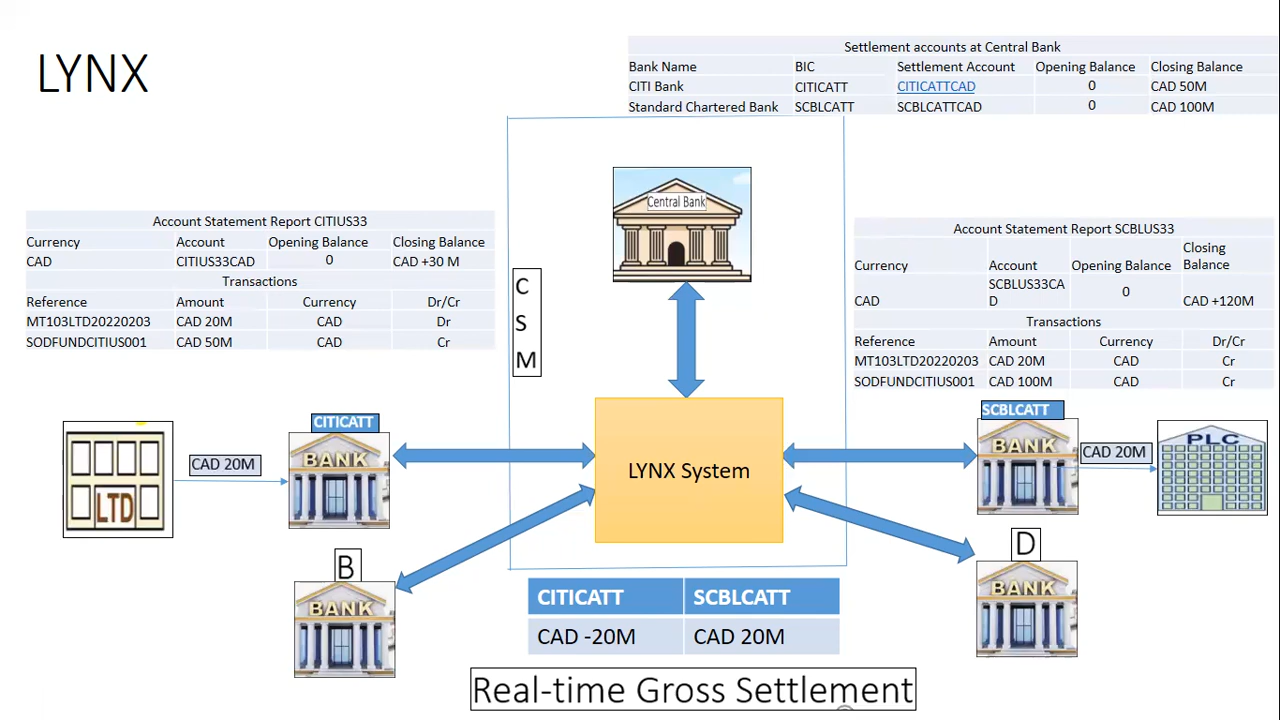 LYNX
Settlement accounts at Central Bank
Bank Name BIC Settlement Account Opening Balance Closing Balance
CITI Bank CITICATT CITICATTCAD 0 CAD 50M
Standard Chartered Bank SCBLCATT SCBLCATTCAD 0 CAD 100M
Central Bank
Account Statement Report CITIUS33
Currency Account Opening Balance Closing Balance
CAD CITIUS33CAD 0 CAD +30 M
Transactions
Reference Amount Currency Dr/Cr
MT103LTD20220203 CAD 20M CAD Dr
SODFUNDCITIUS001 CAD 50M CAD Cr
C
S
M
Account Statement Report SCBLUS33
Currency Account Opening Balance Closing
Balance
CAD SCBLUS33CA
D 0 CAD +120M
Transactions
Reference Amount Currency Dr/Cr
MT103LTD20220203 CAD 20M CAD Cr
SODFUNDCITIUS001 CAD 100M CAD Cr
LTD
CAD 20M
CITICATT
BANK
LYNX System
SCBLCATT
BANK
CAD 20M
PLC
B
BANK
D
BANK
CITICATT SCBLCATT
CAD -20M CAD 20M
Real-time Gross Settlement